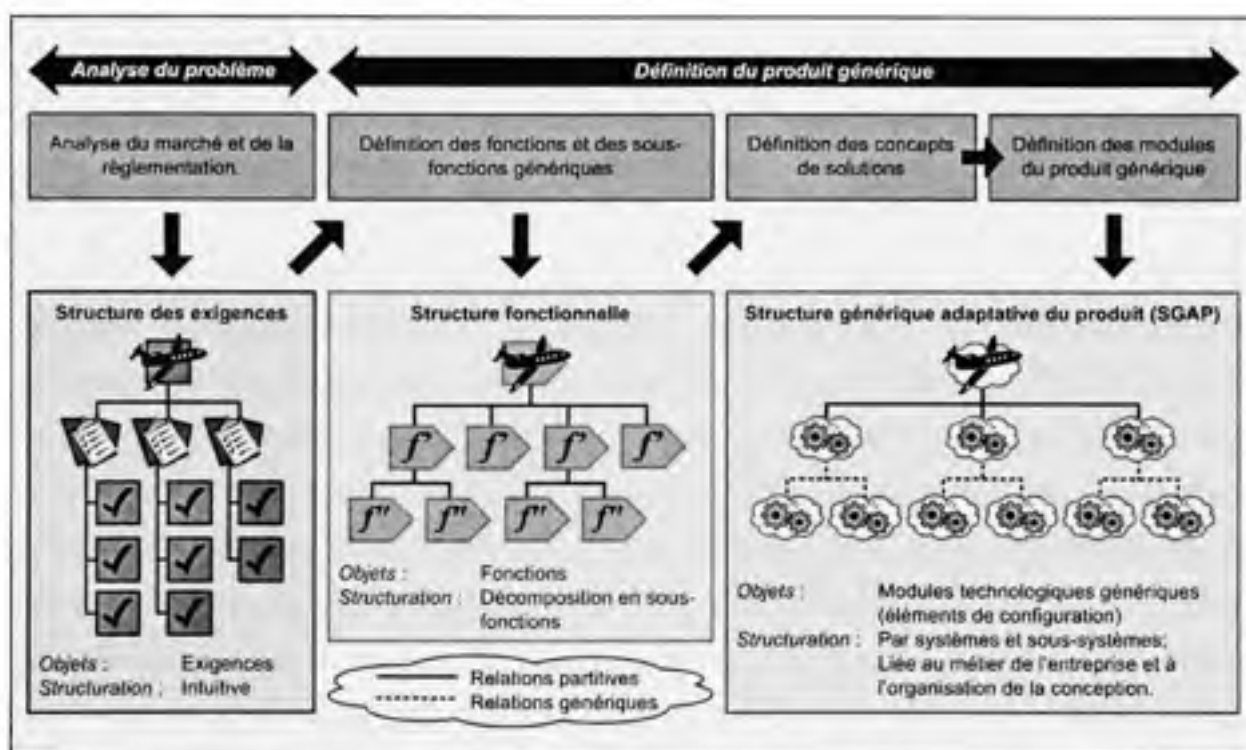 Analyse du problème
Définition du produit générique
Analyse du marché et de la
règlementation.
Définition des fonctions et des sous-
fonctions génériques
Définition des concepts
de solutions
Définition des modules
du produit générique
Structure des exigences
Objets : Exigences
Structuration : Intuitive
Structure fonctionnelle
f' f' f' f'
f'' f'' f'' f''
Objets : Fonctions
Structuration : Décomposition en sous-
fonctions
Relations partitives
Relations génériques
Structure générique adaptative du produit (SGAP)
Objets : Modules technologiques génériques
(éléments de configuration)
Structuration : Par systèmes et sous-systèmes;
Liée au métier de l'entreprise et à
l'organisation de la conception.